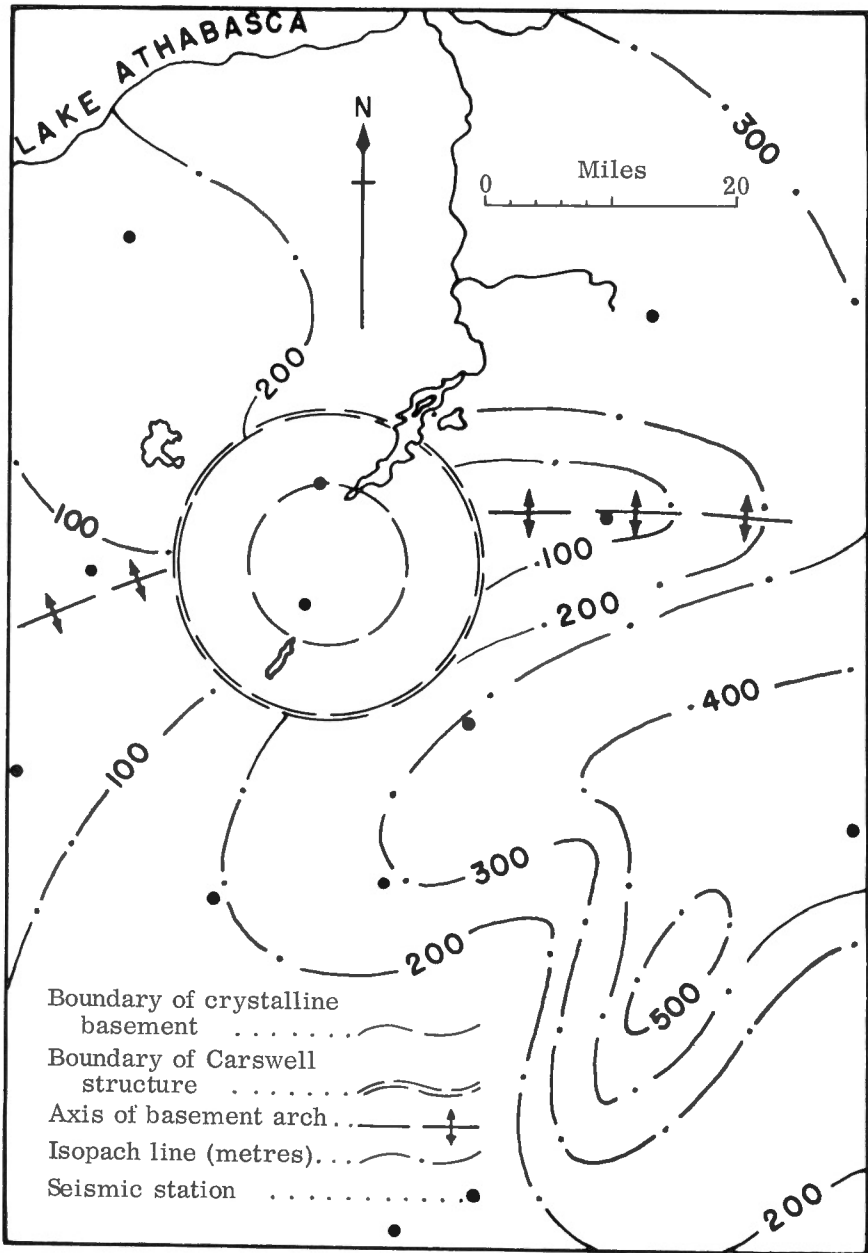 LAKE ATHABASCA
N
Miles
0 20
300
200
100
100
200
400
100
300
200
500
200
Boundary of crystalline
basement . . . . . . .
Boundary of Carswell
structure . . . . . . .
Axis of basement arch . .
Isopach line (metres). . .
Seismic station . . . . . . . . . .